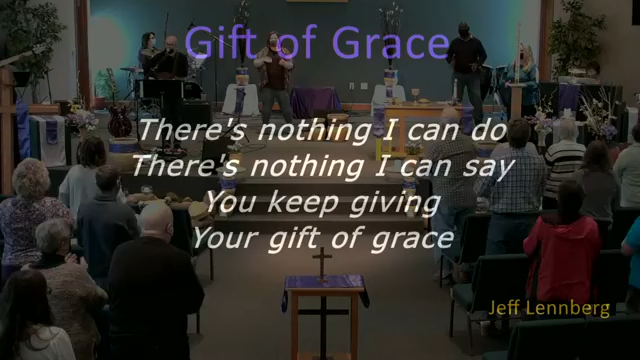 Gift of Grace
There's nothing I can do
There's nothing I can say
You keep giving
Your gift of grace
Jeff Lennberg